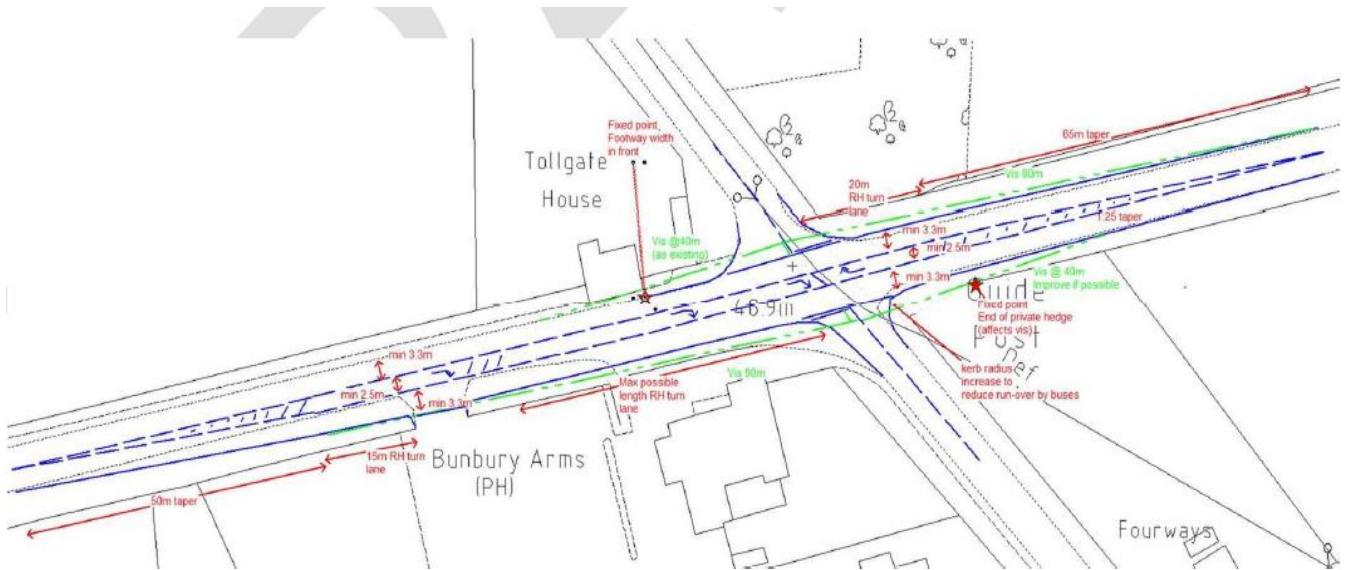 Fixed point
Footway width
in front
Tollgate
House
65m taper
20m
RH turn
lane
Vis 90m
1:25 taper
min 3.3m
min 2.5m
min 3.3m
Vis @40m
(as existing)
Vis @ 40m
Improve if possible
Guide
Post
Fixed point
End of private hedge
(affects vis)
46.9m
Def
kerb radius
increase to
reduce run-over by buses
min 3.3m
min 2.5m
min 3.3m
Max possible
length RH turn
lane
Vis 90m
15m RH turn
lane
Bunbury Arms
(PH)
50m taper
Fourways